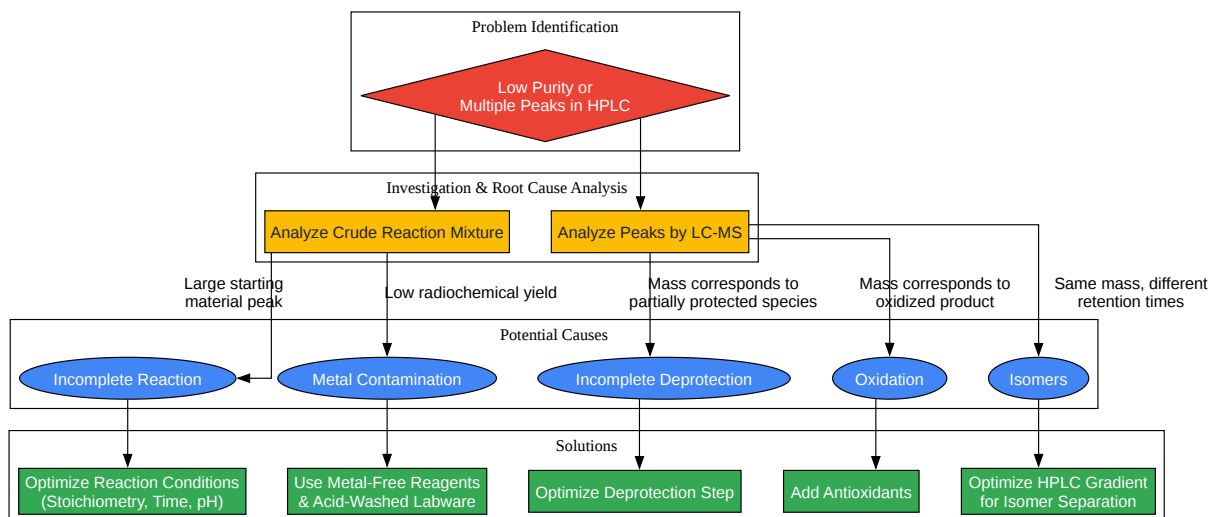 Problem Identification
Low Purity or
Multiple Peaks in HPLC
Investigation & Root Cause Analysis
Analyze Crude Reaction Mixture
Analyze Peaks by LC-MS
Large starting
material peak
Low radiochemical yield
Mass corresponds to
partially protected species
Mass corresponds to
oxidized product
Same mass, different
retention times
Potential Causes
Incomplete Reaction
Metal Contamination
Incomplete Deprotection
Oxidation
Isomers
Solutions
Optimize Reaction Conditions
(Stoichiometry, Time, pH)
Use Metal-Free Reagents
& Acid-Washed Labware
Optimize Deprotection Step
Add Antioxidants
Optimize HPLC Gradient
for Isomer Separation